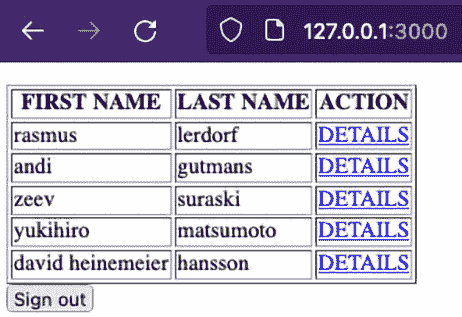 127.0.0.1:3000
FIRST NAME LAST NAME ACTION
rasmus lerdorf DETAILS
andi gutmans DETAILS
zeev suraski DETAILS
yukihiro matsumoto DETAILS
david heinemeier hansson DETAILS
Sign out